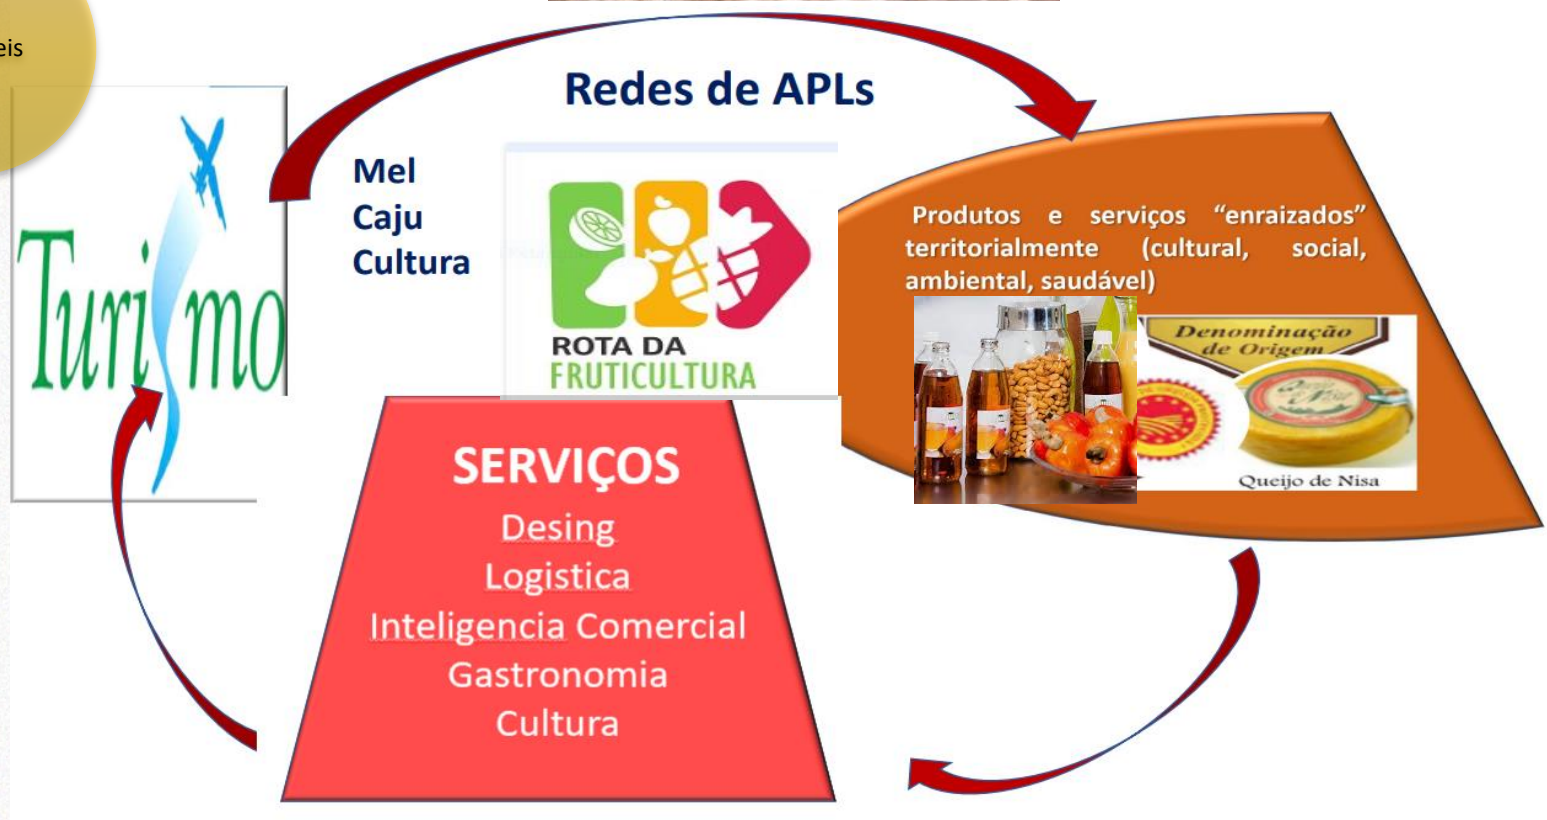 eis
Redes de APLs
Turismo
Mel
Caju
Cultura
ROTA DA
FRUTICULTURA
Produtos e serviços “enraizados”
territorialmente (cultural, social,
ambiental, saudável)
Denominação
de Origem
Queijo de Nisa
SERVIÇOS
Desing
Logistica
Inteligencia Comercial
Gastronomia
Cultura